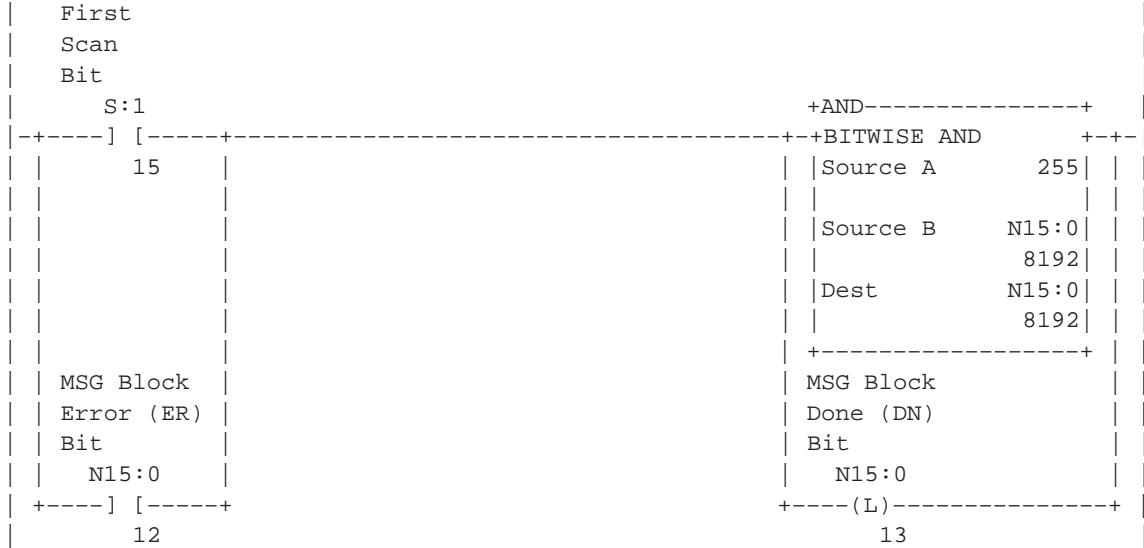 First
Scan
Bit
S:1 +AND---------------+
-+----] [-----+--------------------------------------+-+BITWISE AND +-+-
15 Source A 255
Source B N15:0
8192
Dest N15:0
8192
+------------------+
MSG Block MSG Block
Error (ER) Done (DN)
Bit Bit
N15:0 N15:0
+----] [-----+ +----(L)---------------+
12 13